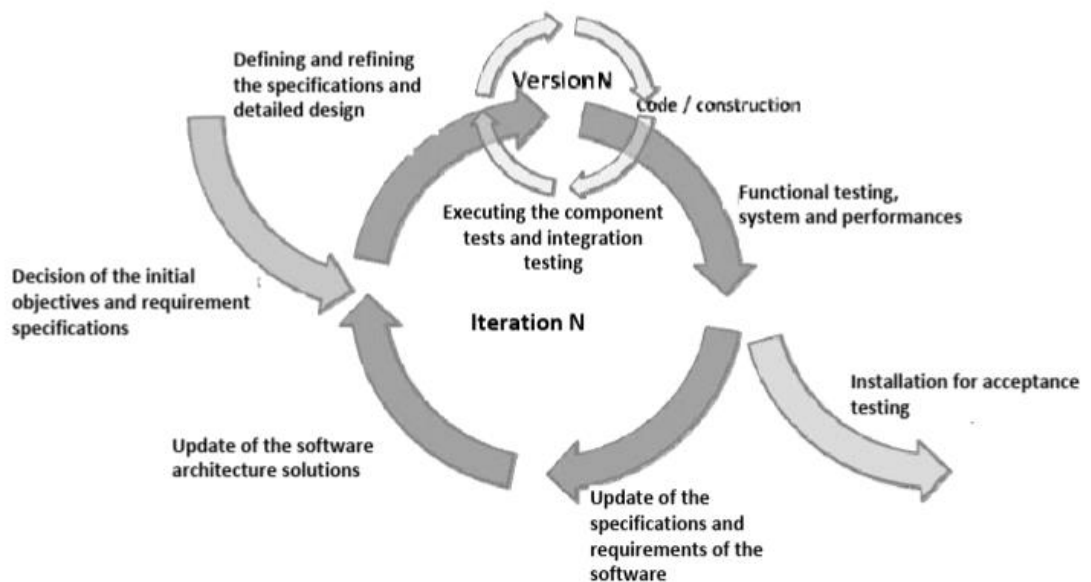 Defining and refining
the specifications and
detailed design
Version N
Code / construction
Functional testing,
system and performances
Executing the component
tests and integration
testing
Decision of the initial
objectives and requirement
specifications
Iteration N
Installation for acceptance
testing
Update of the software
architecture solutions
Update of the
specifications and
requirements of the
software